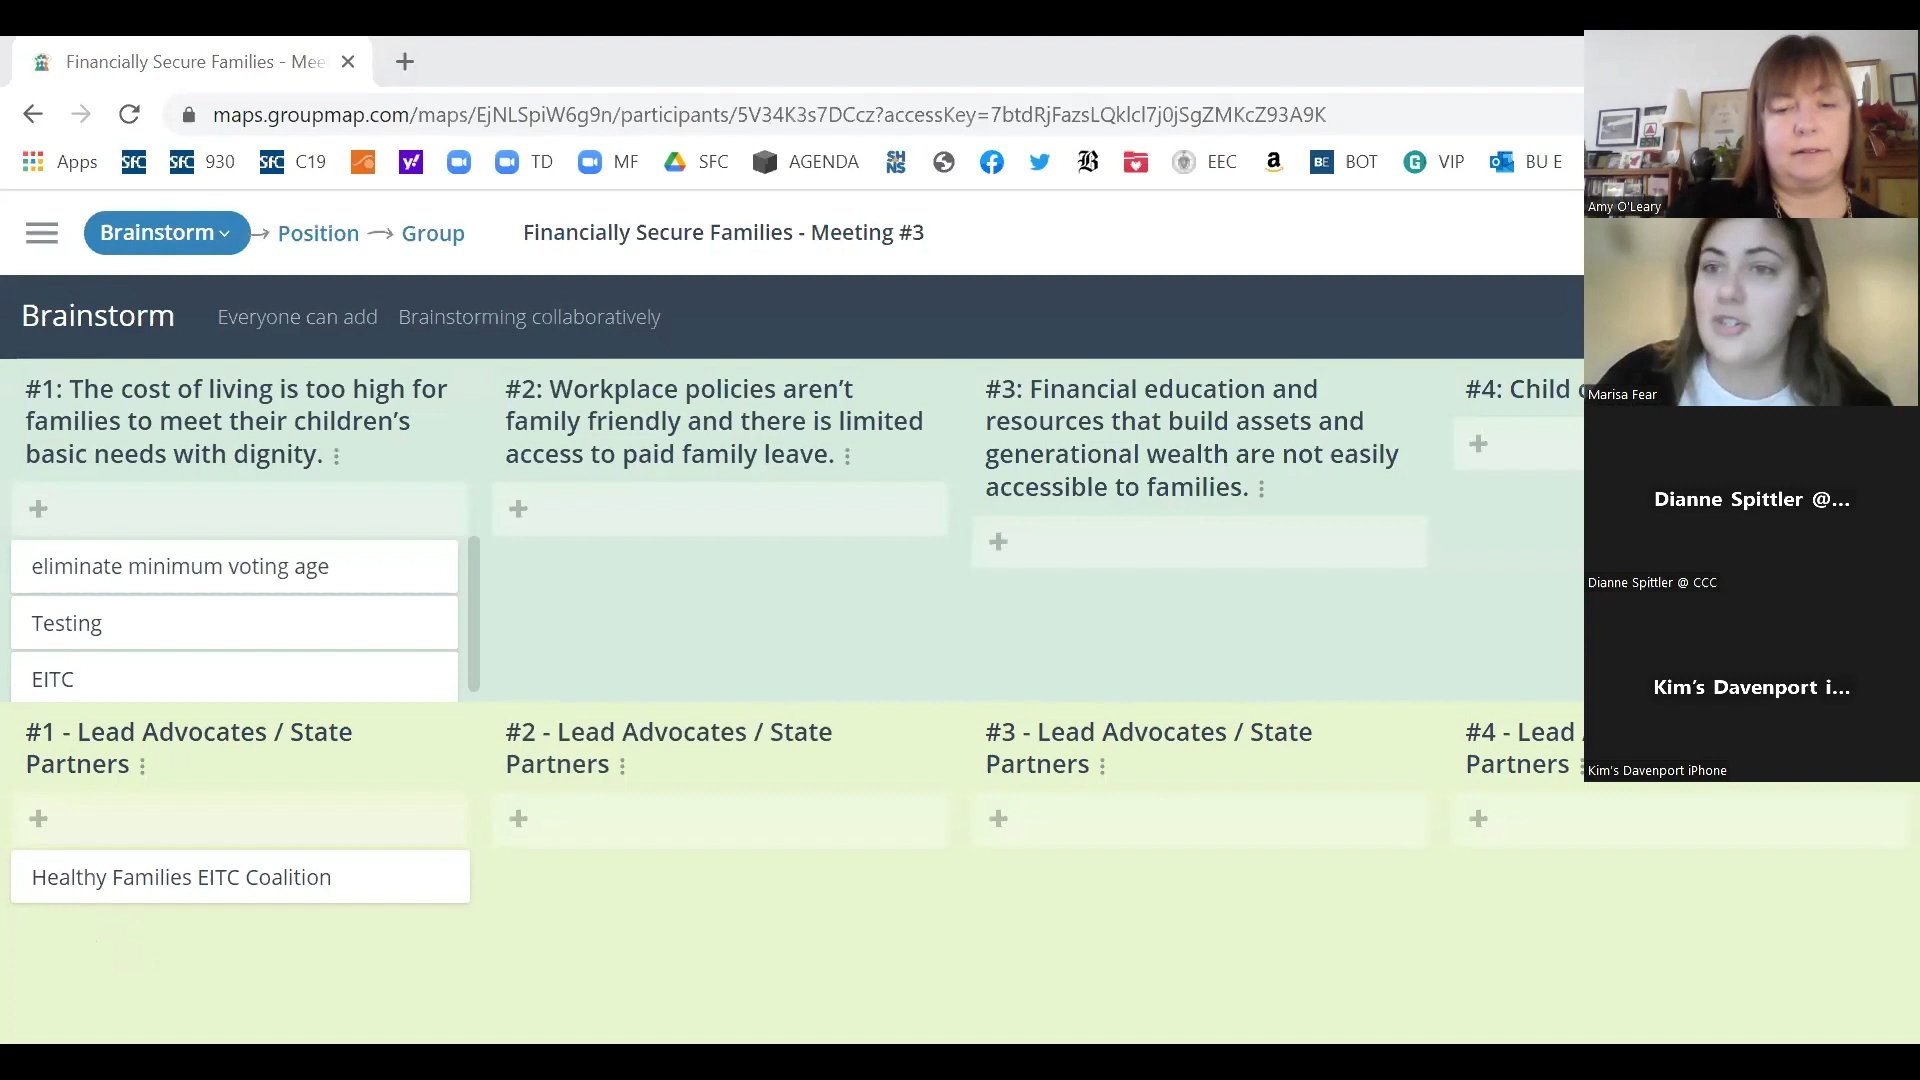 Financially Secure Families - Mee
maps.groupmap.com/maps/EjNLSpiW6g9n/participants/5V34K3s7DCcz?accessKey=7btdRjFazsLQklcl7j0jSgZMKcZ93A9K
Apps SfC SfC 930 SfC C19 y! TD MF SFC AGENDA SH NS B EEC a BE BOT G VIP BU E
Brainstorm Position Group Financially Secure Families - Meeting #3
Brainstorm Everyone can add Brainstorming collaboratively
#1: The cost of living is too high for
families to meet their children’s
basic needs with dignity.
eliminate minimum voting age
Testing
EITC
#2: Workplace policies aren’t
family friendly and there is limited
access to paid family leave.
#3: Financial education and
resources that build assets and
generational wealth are not easily
accessible to families.
#4: Child
#1 - Lead Advocates / State
Partners
Healthy Families EITC Coalition
#2 - Lead Advocates / State
Partners
#3 - Lead Advocates / State
Partners
#4 - Lead
Partners
Amy O'Leary
Marisa Fear
Dianne Spittler @...
Dianne Spittler @ CCC
Kim’s Davenport i...
Kim's Davenport iPhone